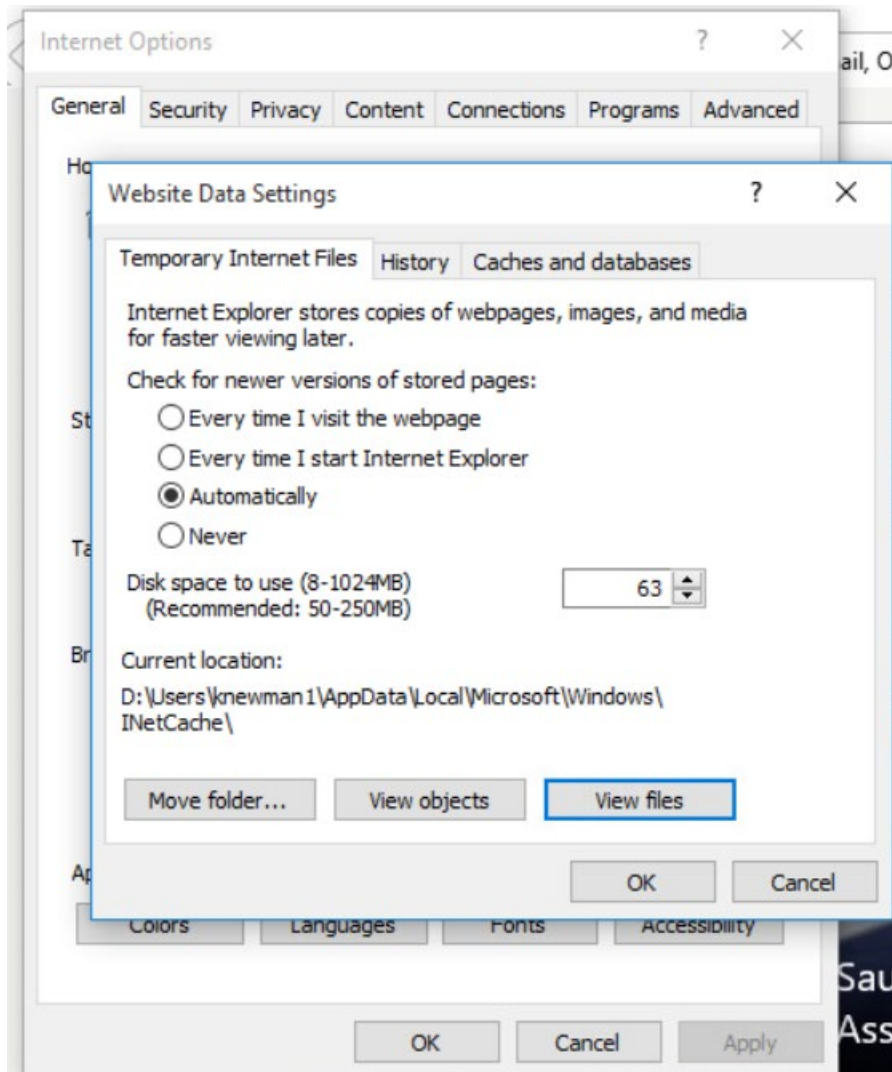 Internet Options
ail, O
General Security Privacy Content Connections Programs Advanced
Website Data Settings
Temporary Internet Files History Caches and databases
Internet Explorer stores copies of webpages, images, and media
for faster viewing later.
Check for newer versions of stored pages:
Every time I visit the webpage
Every time I start Internet Explorer
Automatically
Never
Disk space to use (8-1024MB)
(Recommended: 50-250MB)
63
Current location:
D:\Users\knewman1\AppData\Local\Microsoft\Windows\
INetCache\
Move folder... View objects View files
OK Cancel
Colors Languages Fonts Accessibility
Sau
Ass
OK Cancel Apply